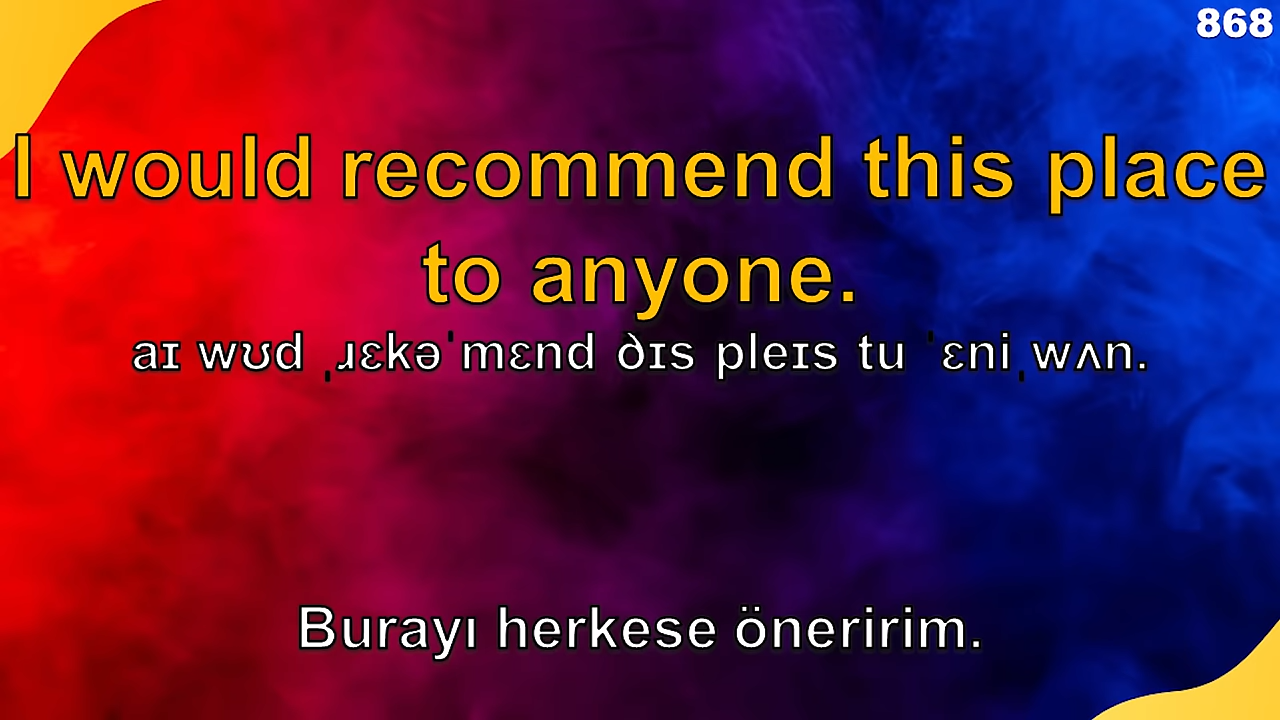 868
I would recommend this place
to anyone.
aɪ wʊd ˌɹɛkəˈmɛnd ðɪs pleɪs tu ˈɛniˌwʌn.
Burayı herkese öneririm.